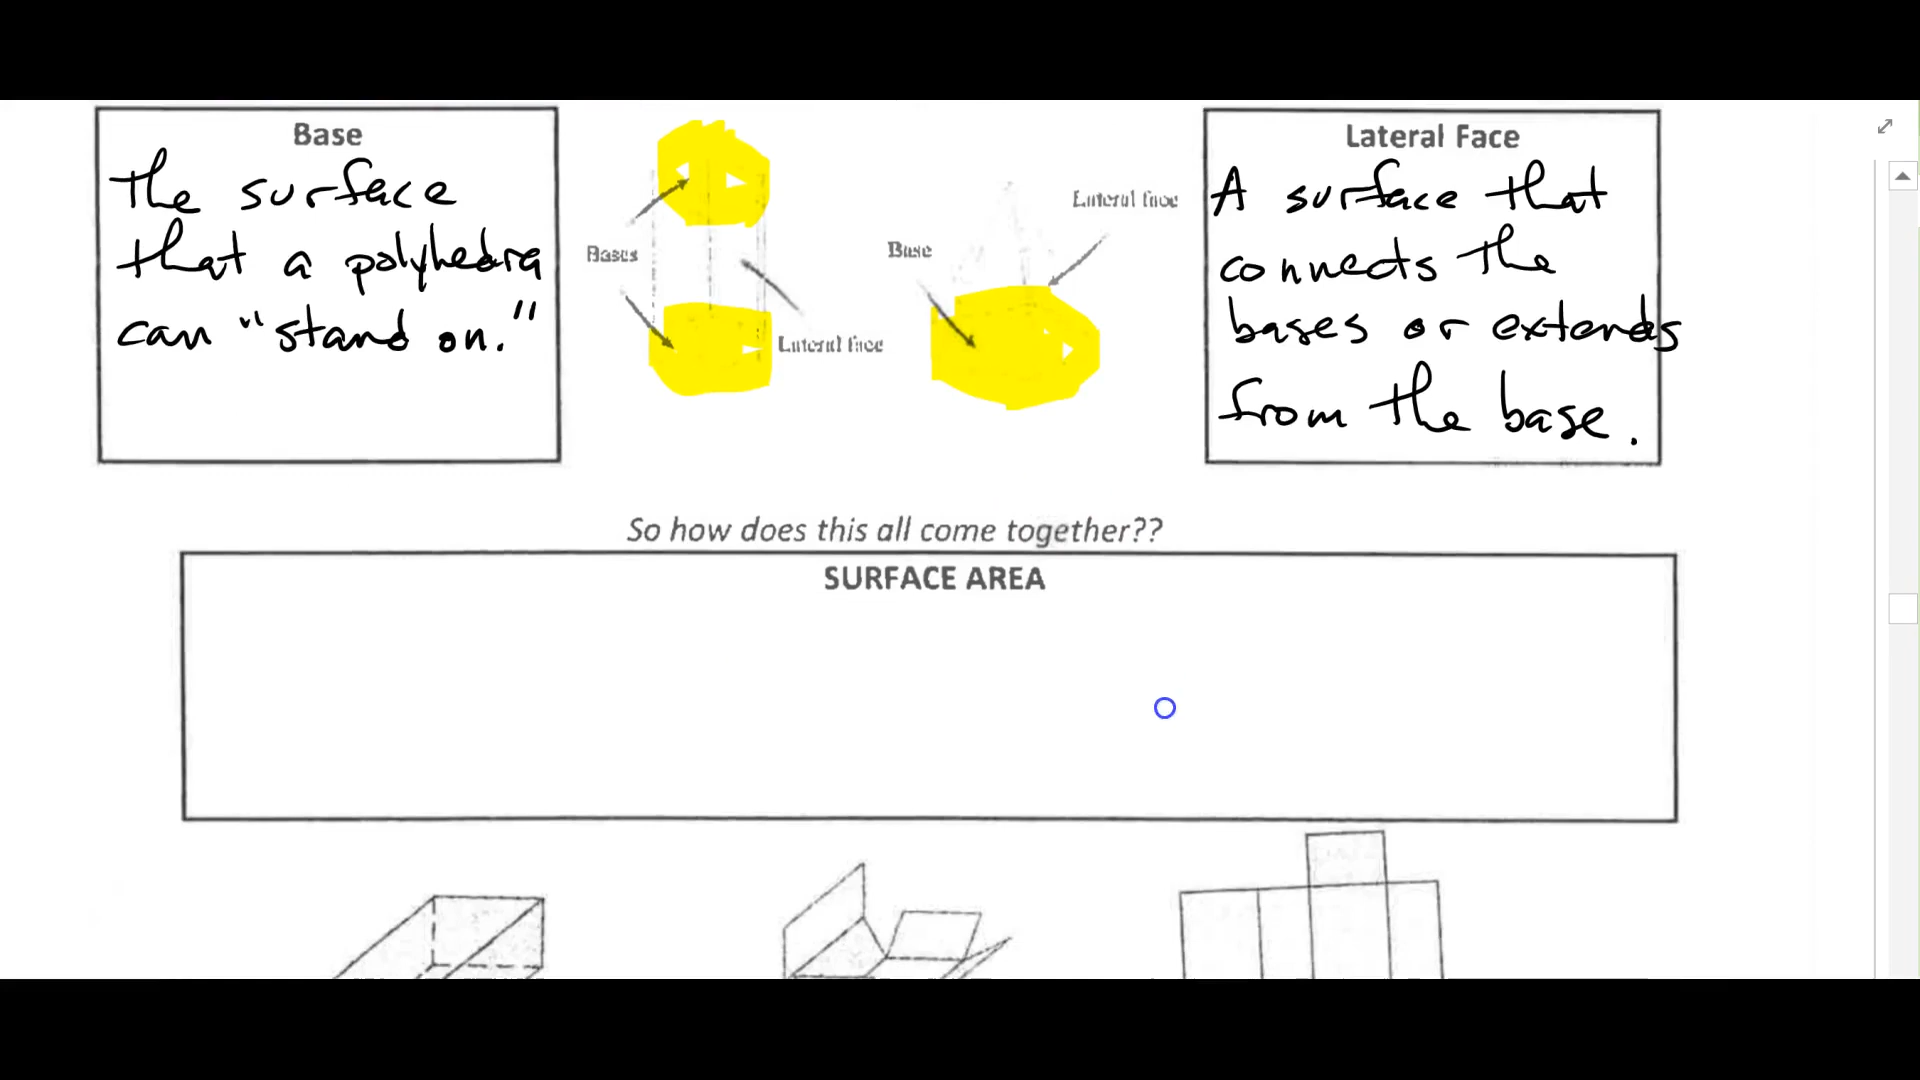 Base
The surface
that a polyhedra
can "stand on."
Bases
Lateral face
Base
Lateral face
Lateral Face
A surface that
connects the
bases or extends
from the base.
So how does this all come together??
SURFACE AREA